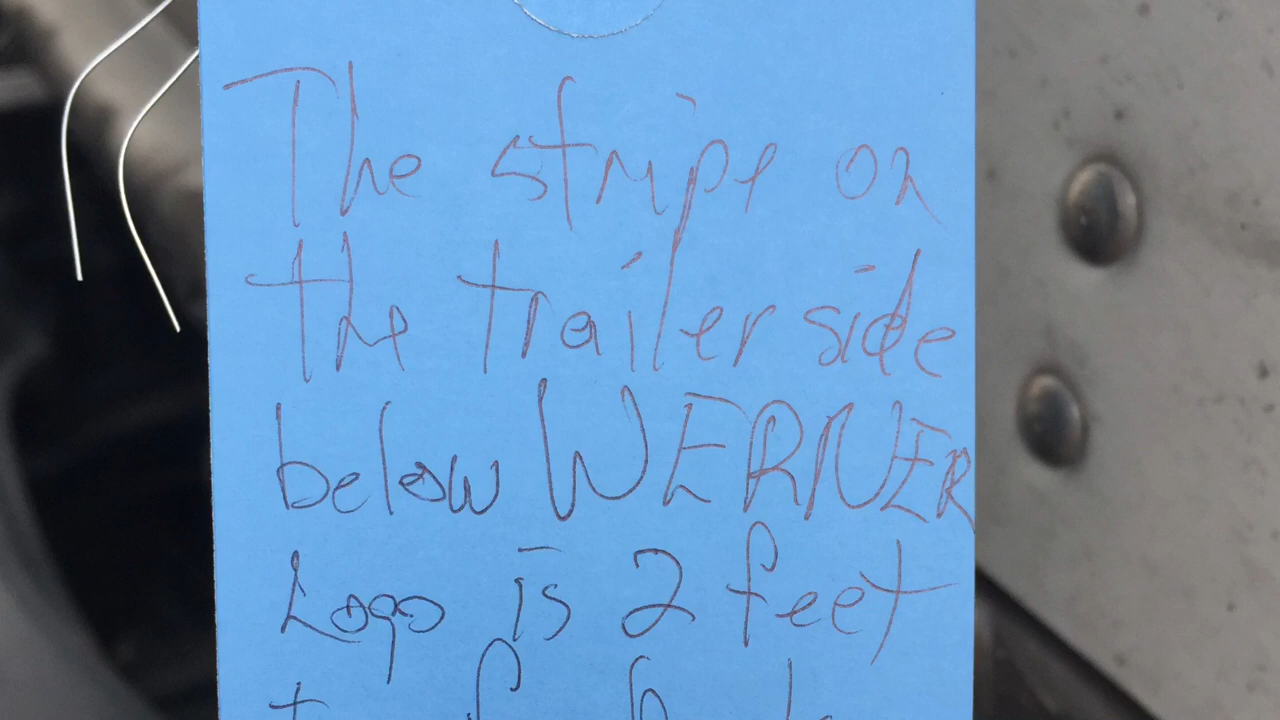 The stripe on
the trailer side
below WERNER
Logo is 2 feet